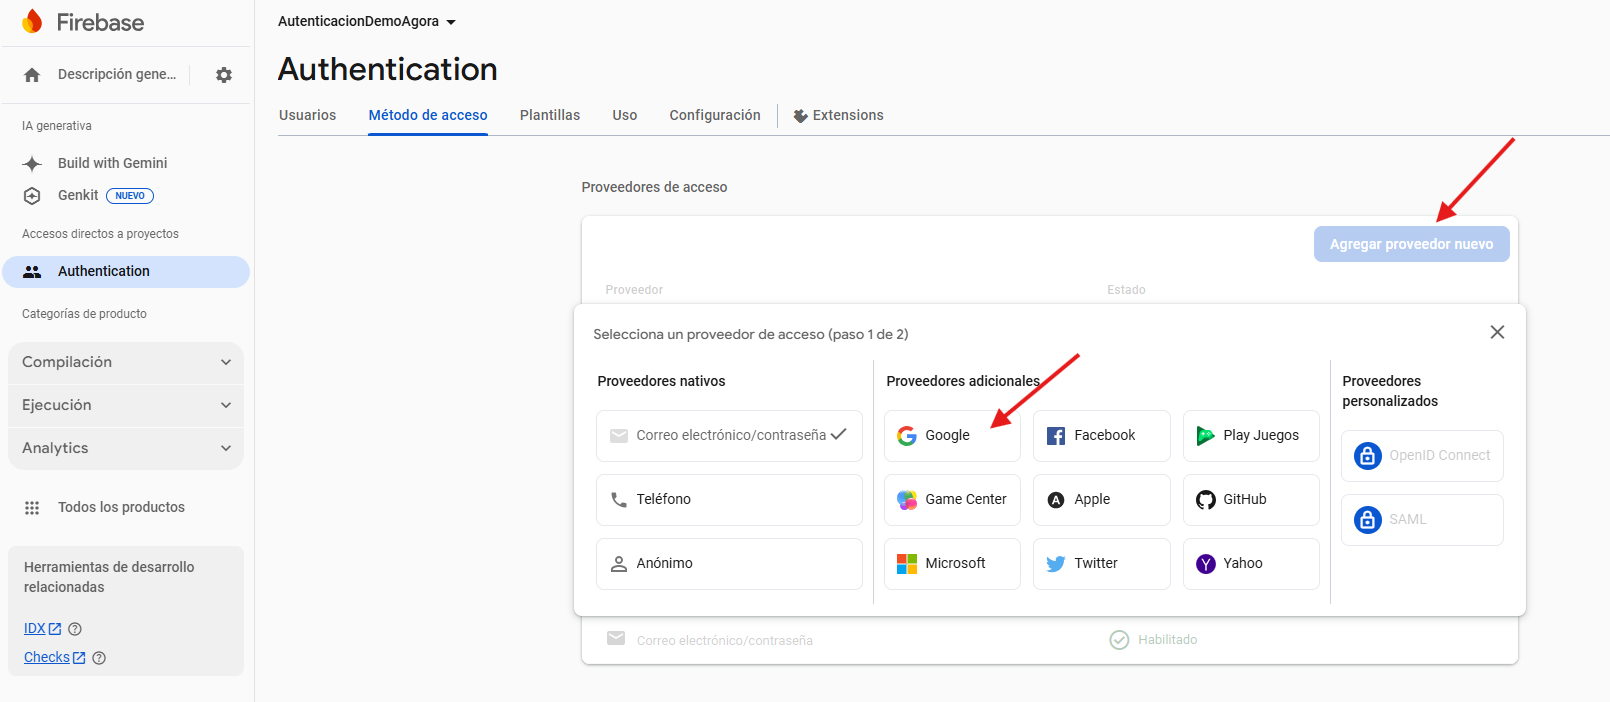 Firebase
AutenticacionDemoAgora
Descripción gene...
Authentication
Usuarios
Método de acceso
Plantillas
Uso
Configuración
Extensions
IA generativa
Build with Gemini
Genkit NUEVO
Accesos directos a proyectos
Authentication
Categorías de producto
Compilación
Ejecución
Analytics
Todos los productos
Herramientas de desarrollo
relacionadas
IDX
Checks
Proveedores de acceso
Agregar proveedor nuevo
Proveedor
Estado
Selecciona un proveedor de acceso (paso 1 de 2)
Proveedores nativos
Correo electrónico/contraseña
Teléfono
Anónimo
Proveedores adicionales
Google
Facebook
Play Juegos
Game Center
Apple
GitHub
Microsoft
Twitter
Yahoo
Proveedores
personalizados
OpenID Connect
SAML
Correo electrónico/contraseña
Habilitado